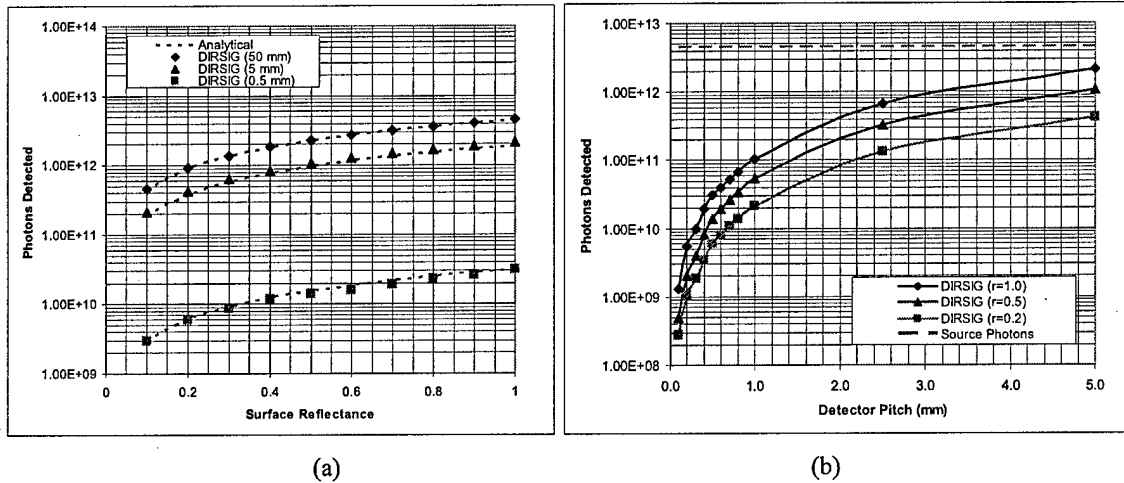 1.00E+14
1.00E+13
1.00E+12
1.00E+11
1.00E+10
1.00E+09
Photons Detected
Analytical
DIRSIG (50 mm)
DIRSIG (5 mm)
DIRSIG (0.5 mm)
0 0.2 0.4 0.6 0.8 1
Surface Reflectance
(a)
1.00E+13
1.00E+12
1.00E+11
1.00E+10
1.00E+09
1.00E+08
Photons Detected
DIRSIG (r=1.0)
DIRSIG (r=0.5)
DIRSIG (r=0.2)
Source Photons
0.0 1.0 2.0 3.0 4.0 5.0
Detector Pitch (mm)
(b)